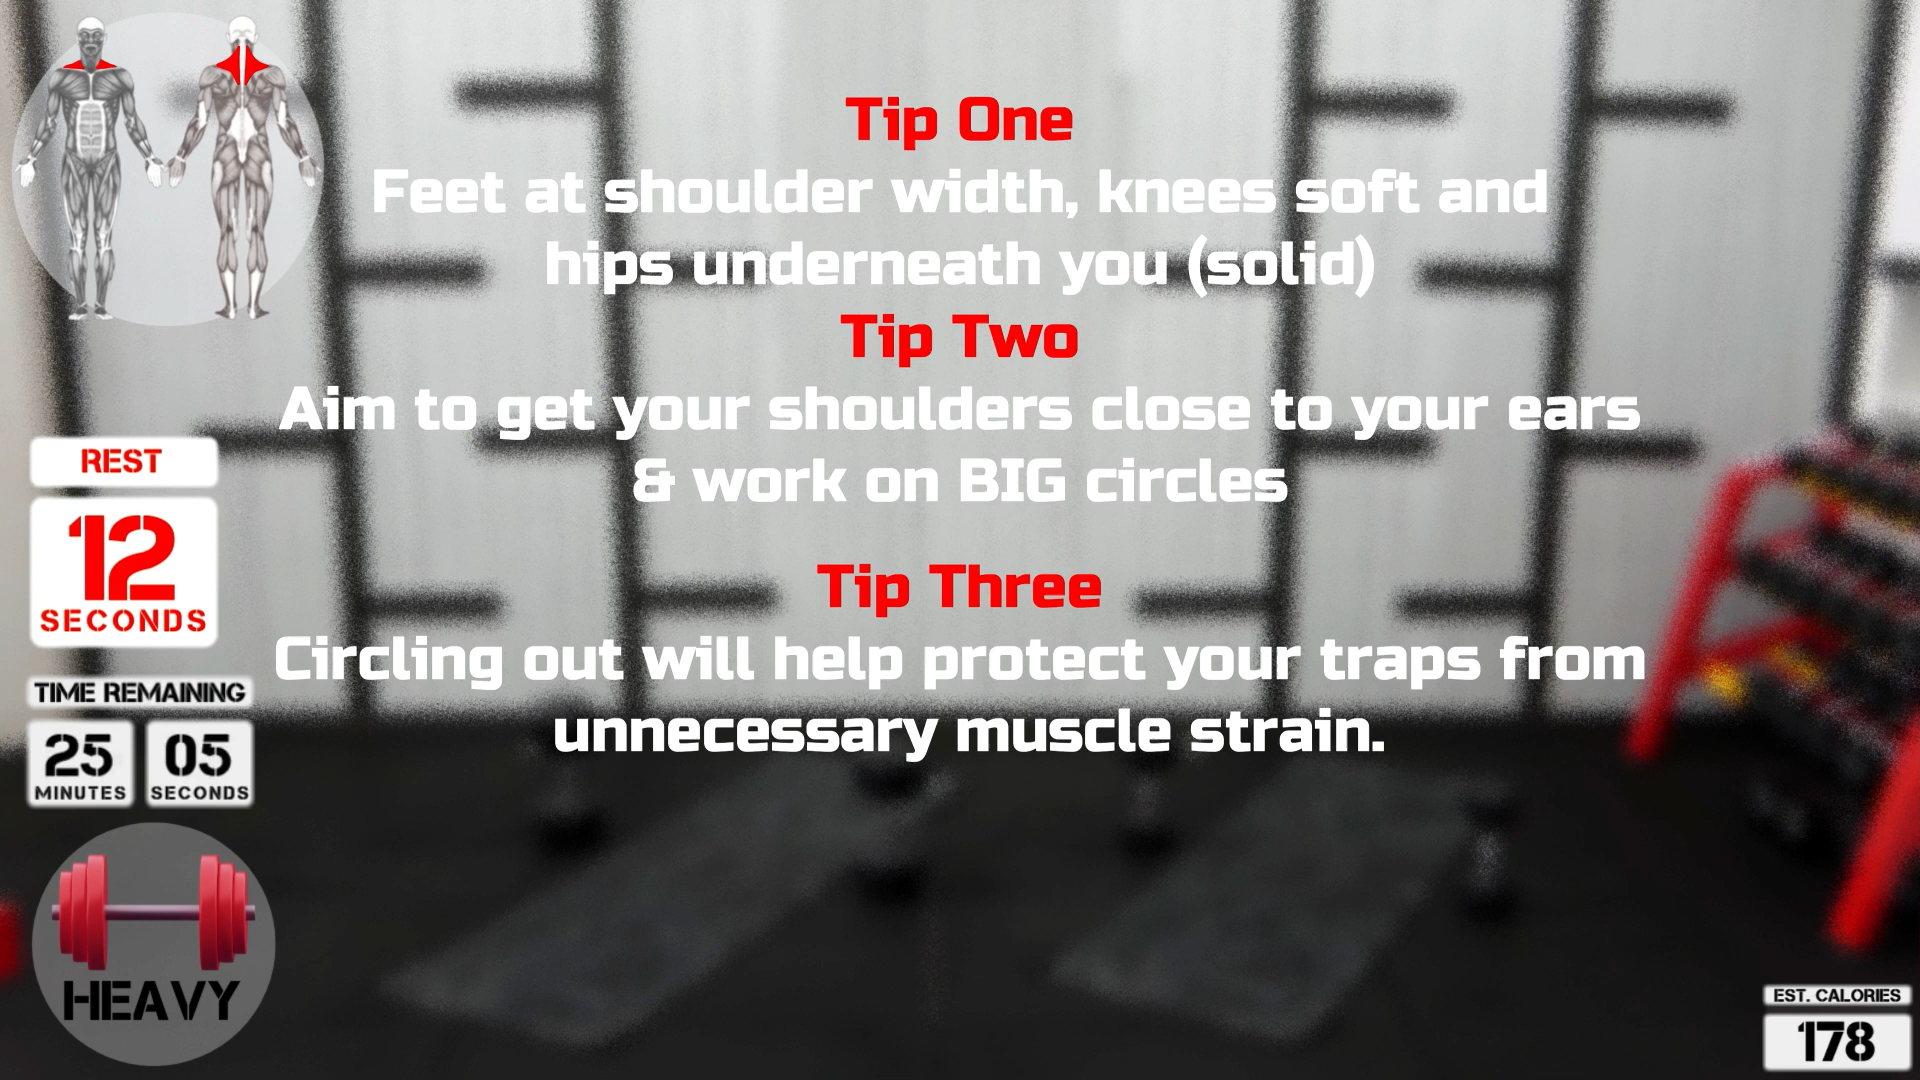 Tip One
Feet at shoulder width, knees soft and
hips underneath you (solid)
Tip Two
Aim to get your shoulders close to your ears
& work on BIG circles
Tip Three
Circling out will help protect your traps from
unnecessary muscle strain.
REST
12
SECONDS
TIME REMAINING
25 05
MINUTES SECONDS
HEAVY
EST. CALORIES
178